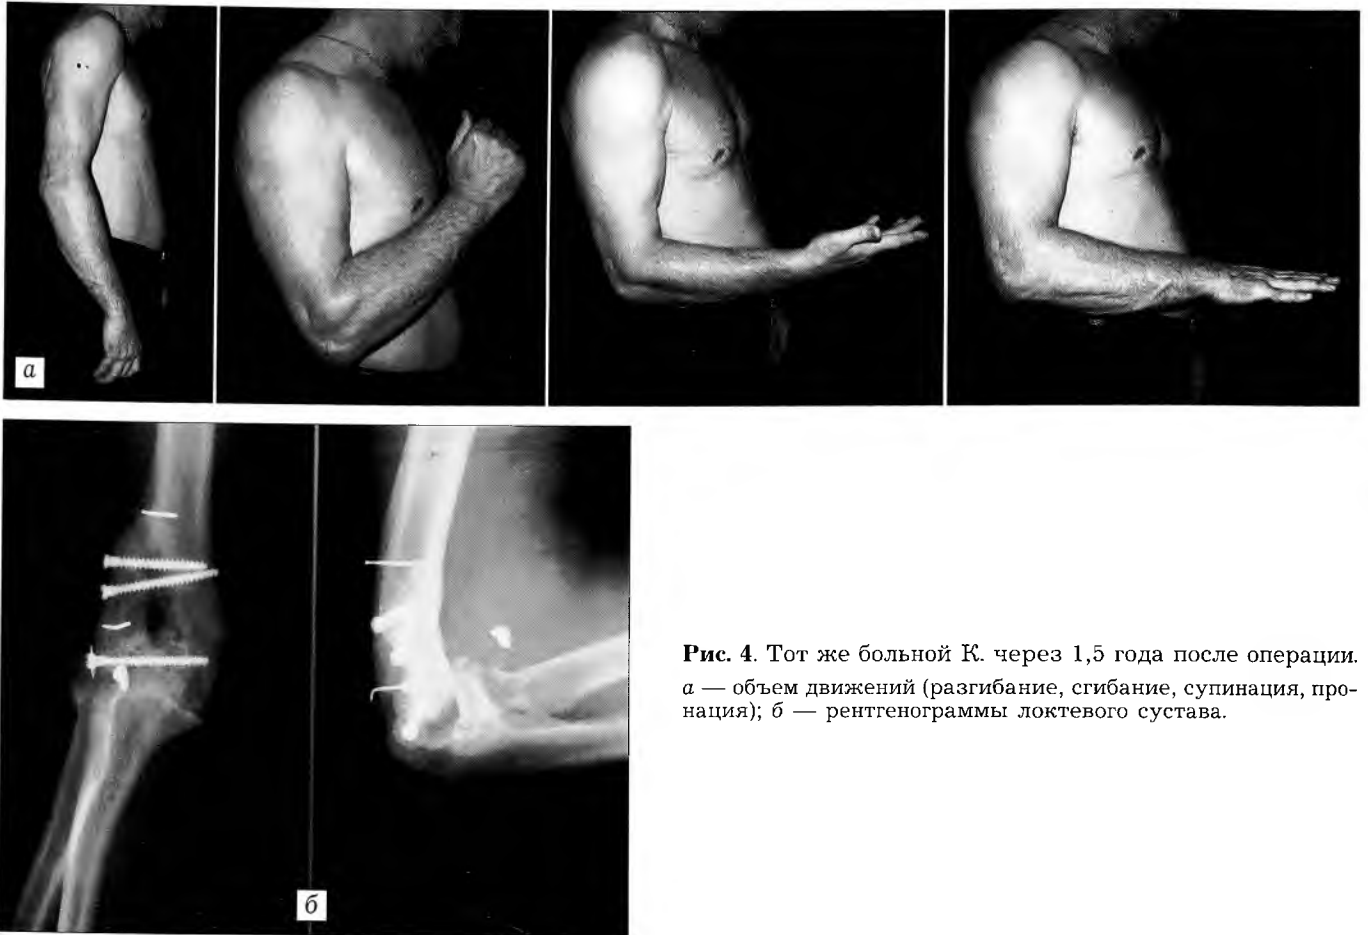 а
б
Рис. 4. Тот же больной К. через 1,5 года после операции.
а — объем движений (разгибание, сгибание, супинация, про-
нация); б — рентгенограммы локтевого сустава.